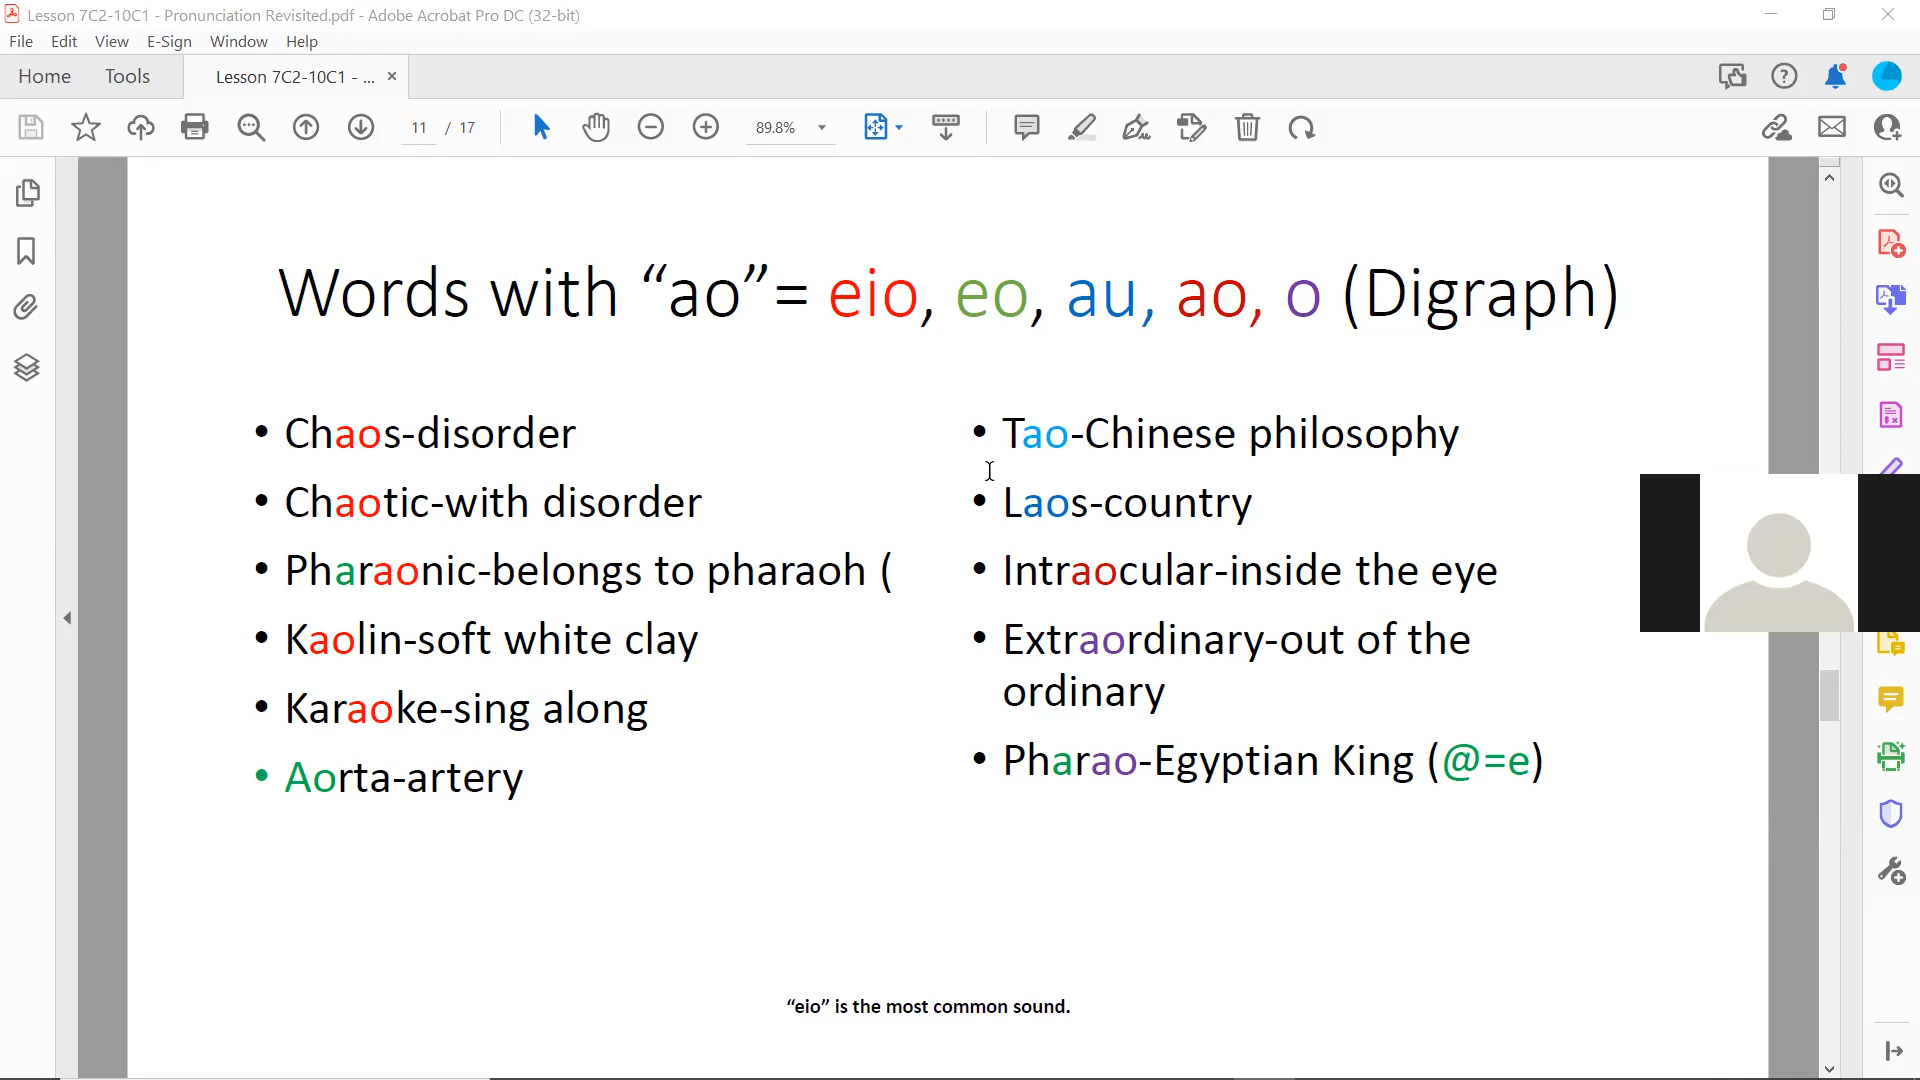 Lesson 7C2-10C1 - Pronunciation Revisited.pdf - Adobe Acrobat Pro DC (32-bit)
File Edit View E-Sign Window Help
Home Tools Lesson 7C2-10C1 - ... ×
11 / 17 89.8%
Words with “ao”= eio, eo, au, ao, o (Digraph)
• Chaos-disorder
• Chaotic-with disorder
• Pharaonic-belongs to pharaoh (
• Kaolin-soft white clay
• Karaoke-sing along
• Aorta-artery
• Tao-Chinese philosophy
• Laos-country
• Intraocular-inside the eye
• Extraordinary-out of the
ordinary
• Pharao-Egyptian King (@=e)
“eio” is the most common sound.